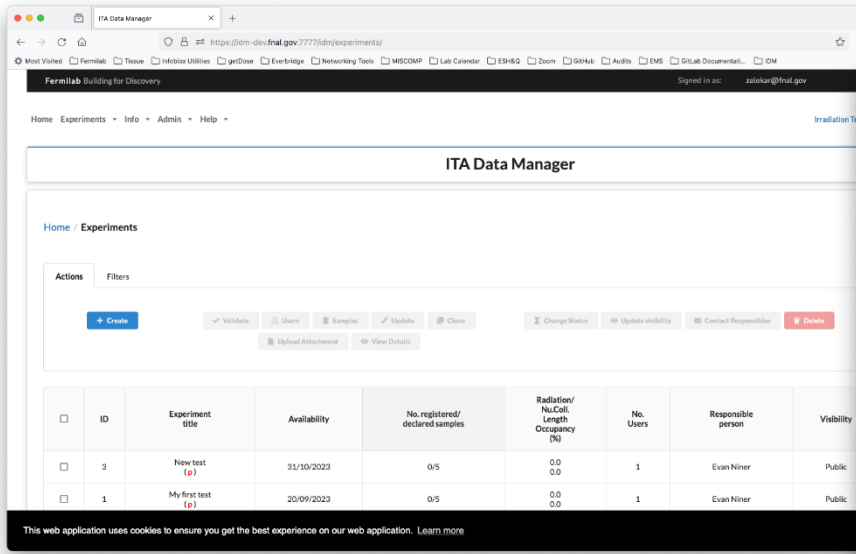 ITA Data Manager
https://idm-dev.fnal.gov:7777/idm/experiments/
Most Visited Fermilab Tissue Infoblox Utilities getDose Everbridge Networking Tools MISCOMP Lab Calendar ESH&Q Zoom GitHub Audits EMS GitLab Documentati... IDM
Fermilab Building for Discovery Signed in as: zalokar@fnal.gov
Home Experiments Info Admin Help Irradiation Te
ITA Data Manager
Home / Experiments
Actions Filters
+ Create Validate Users Samples Update Clone Change Status Update visibility Contact Responsibles Delete
Upload Attachment View Details
ID Experiment title Availability No. registered/ declared samples Radiation/ Nu.Coll. Length Occupancy (%) No. Users Responsible person Visibility
3 New test (p) 31/10/2023 0/5 0.0 0.0 1 Evan Niner Public
1 My first test (p) 20/09/2023 0/5 0.0 0.0 1 Evan Niner Public
This web application uses cookies to ensure you get the best experience on our web application. Learn more